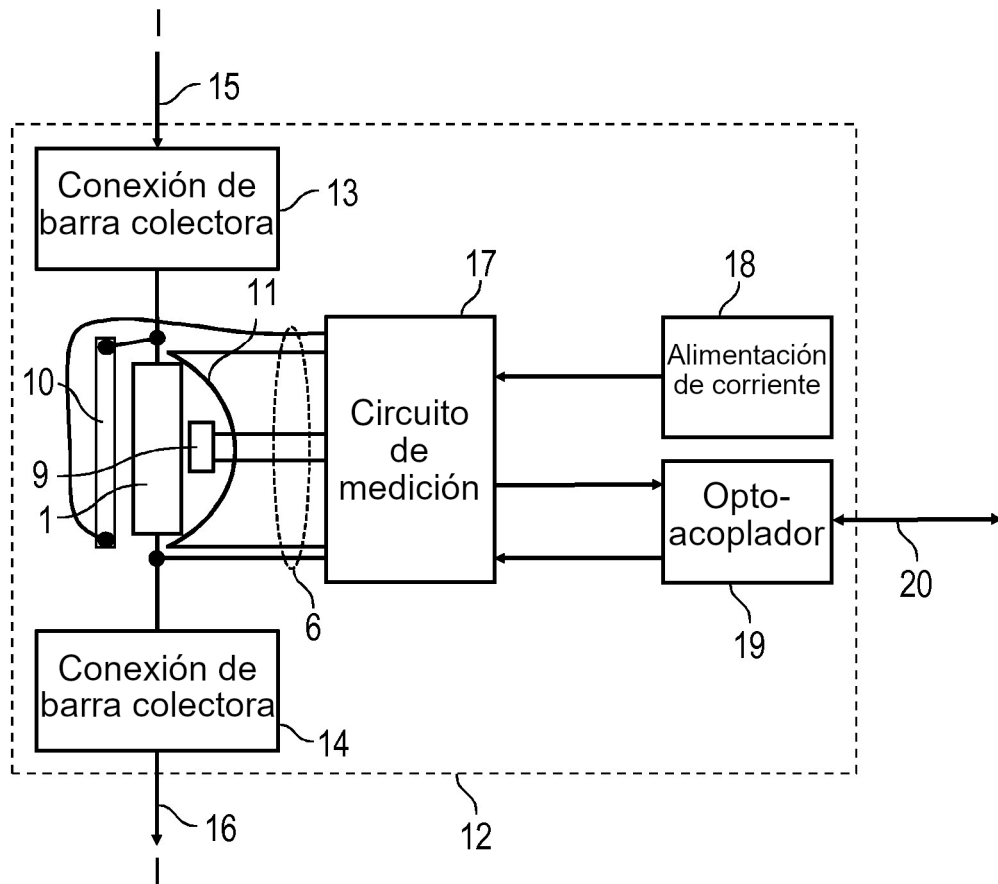 I
15
Conexión de
barra colectora
13
17
18
11
10
Alimentación
de corriente
Circuito
de
medición
9
1
Opto-
acoplador
6
20
19
Conexión de
barra colectora
14
16
12
I